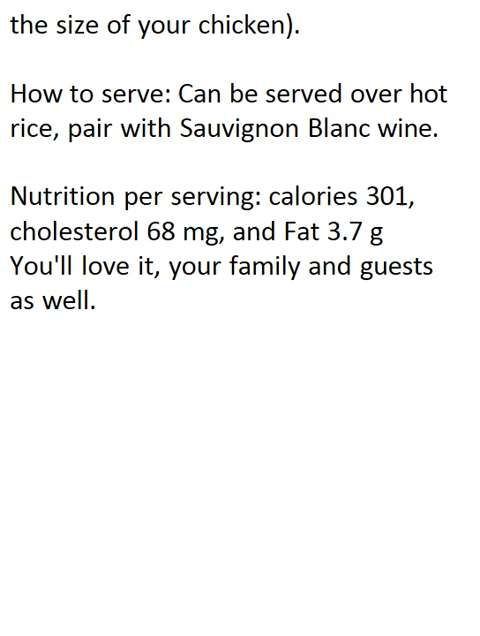 the size of your chicken).
How to serve: Can be served over hot
rice, pair with Sauvignon Blanc wine.
Nutrition per serving: calories 301,
cholesterol 68 mg, and Fat 3.7 g
You'll love it, your family and guests
as well.